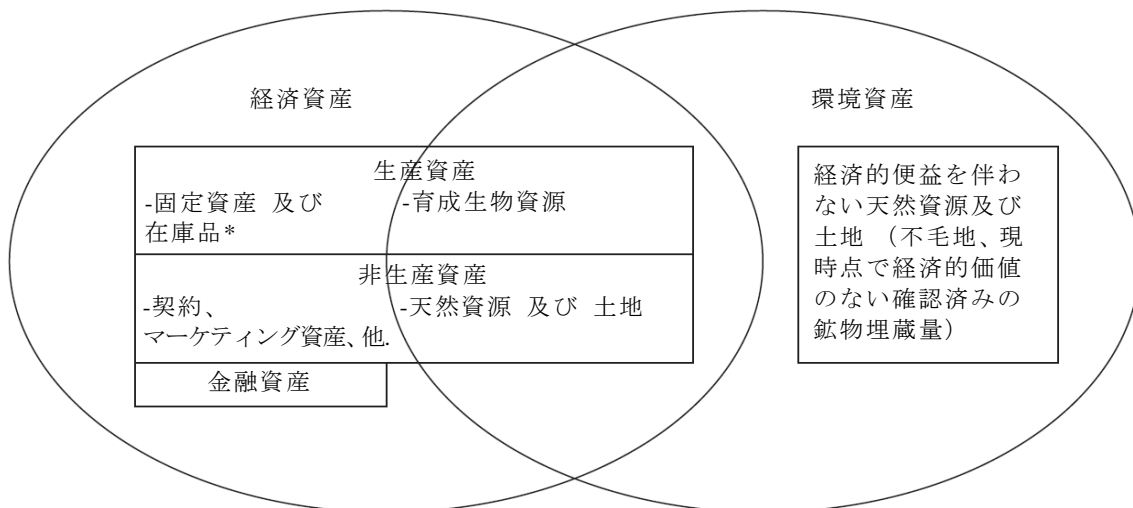 経済資産
環境資産
生産資産
-固定資産 及び
在庫品*
-育成生物資源
非生産資産
-契約、
マーケティング資産、他.
-天然資源 及び 土地
金融資産
経済的便益を伴わ
ない天然資源及び
土地 （不毛地、現
時点で経済的価値
のない確認済みの
鉱物埋蔵量）